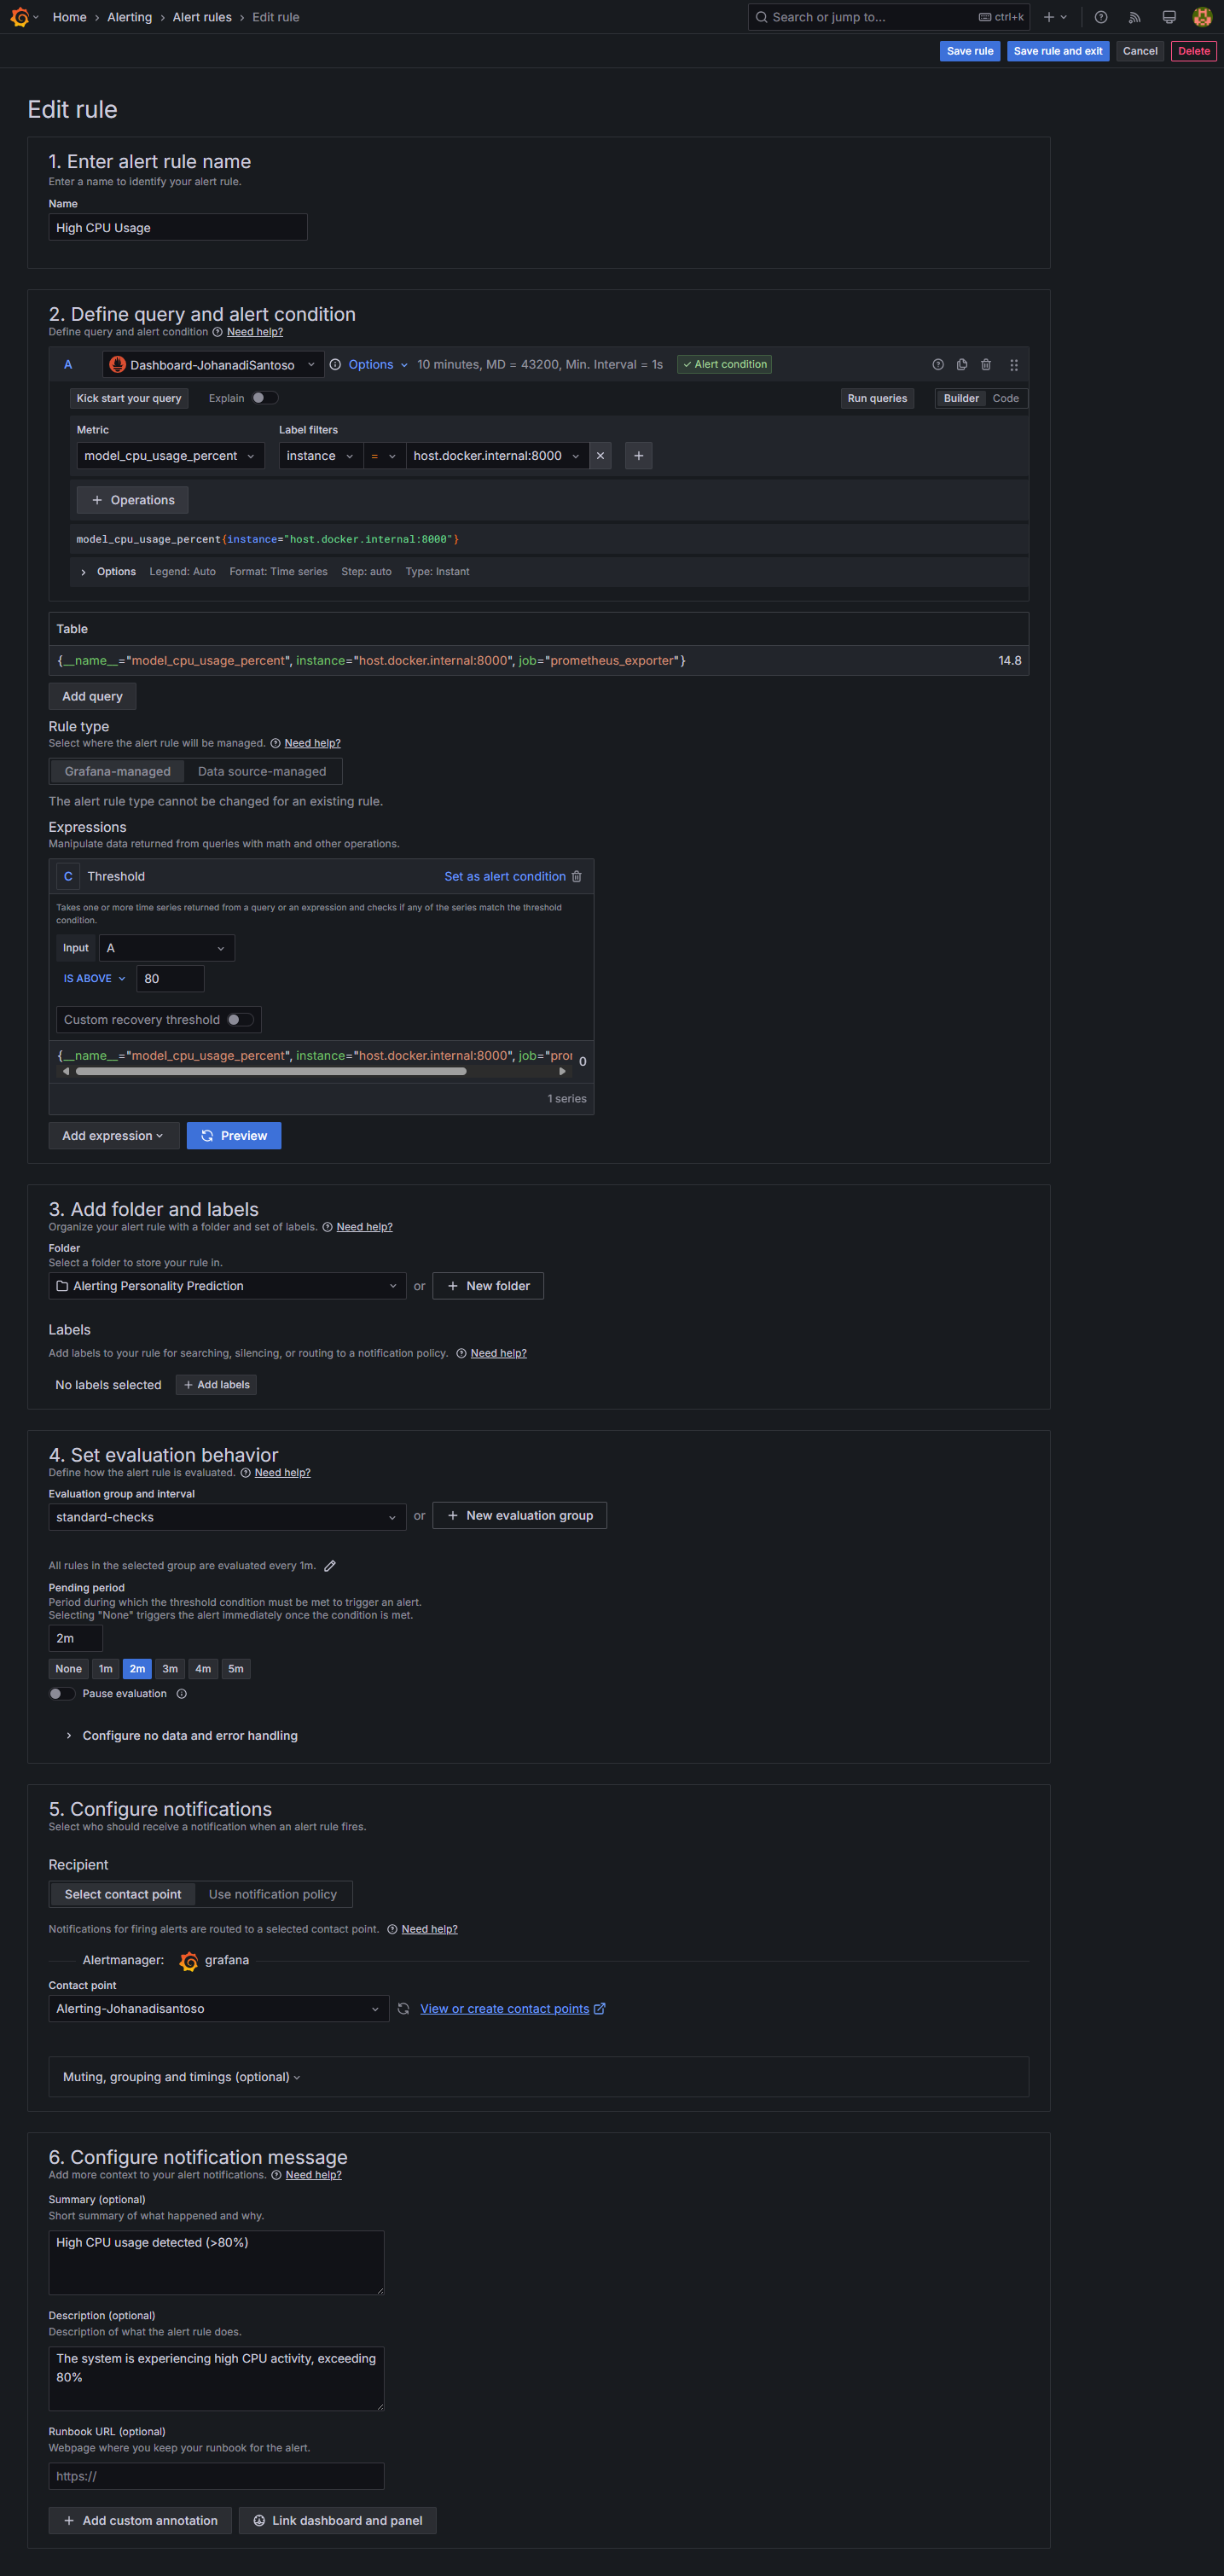 Home › Alerting › Alert rules › Edit rule
Search or jump to... ctrl+k
Save rule Save rule and exit Cancel Delete
Edit rule
1. Enter alert rule name
Enter a name to identify your alert rule.
Name
High CPU Usage
2. Define query and alert condition
Define query and alert condition Need help?
A Dashboard-JohanadiSantoso Options 10 minutes, MD = 43200, Min. Interval = 1s Alert condition
Kick start your query Explain Run queries Builder Code
Metric Label filters
model_cpu_usage_percent instance = host.docker.internal:8000
+ Operations
model_cpu_usage_percent{instance="host.docker.internal:8000"}
Options Legend: Auto Format: Time series Step: auto Type: Instant
Table
{__name__="model_cpu_usage_percent", instance="host.docker.internal:8000", job="prometheus_exporter"} 14.8
Add query
Rule type
Select where the alert rule will be managed. Need help?
Grafana-managed Data source-managed
The alert rule type cannot be changed for an existing rule.
Expressions
Manipulate data returned from queries with math and other operations.
C Threshold Set as alert condition
Takes one or more time series returned from a query or an expression and checks if any of the series match the threshold
condition.
Input A
IS ABOVE 80
Custom recovery threshold
{__name__="model_cpu_usage_percent", instance="host.docker.internal:8000", job="pro 0
1 series
Add expression Preview
3. Add folder and labels
Organize your alert rule with a folder and set of labels. Need help?
Folder
Select a folder to store your rule in.
Alerting Personality Prediction or + New folder
Labels
Add labels to your rule for searching, silencing, or routing to a notification policy. Need help?
No labels selected + Add labels
4. Set evaluation behavior
Define how the alert rule is evaluated. Need help?
Evaluation group and interval
standard-checks or + New evaluation group
All rules in the selected group are evaluated every 1m.
Pending period
Period during which the threshold condition must be met to trigger an alert.
Selecting "None" triggers the alert immediately once the condition is met.
2m
None 1m 2m 3m 4m 5m
Pause evaluation
Configure no data and error handling
5. Configure notifications
Select who should receive a notification when an alert rule fires.
Recipient
Select contact point Use notification policy
Notifications for firing alerts are routed to a selected contact point. Need help?
Alertmanager: grafana
Contact point
Alerting-Johanadisantoso View or create contact points
Muting, grouping and timings (optional)
6. Configure notification message
Add more context to your alert notifications. Need help?
Summary (optional)
Short summary of what happened and why.
High CPU usage detected (>80%)
Description (optional)
Description of what the alert rule does.
The system is experiencing high CPU activity, exceeding
80%
Runbook URL (optional)
Webpage where you keep your runbook for the alert.
https://
+ Add custom annotation Link dashboard and panel